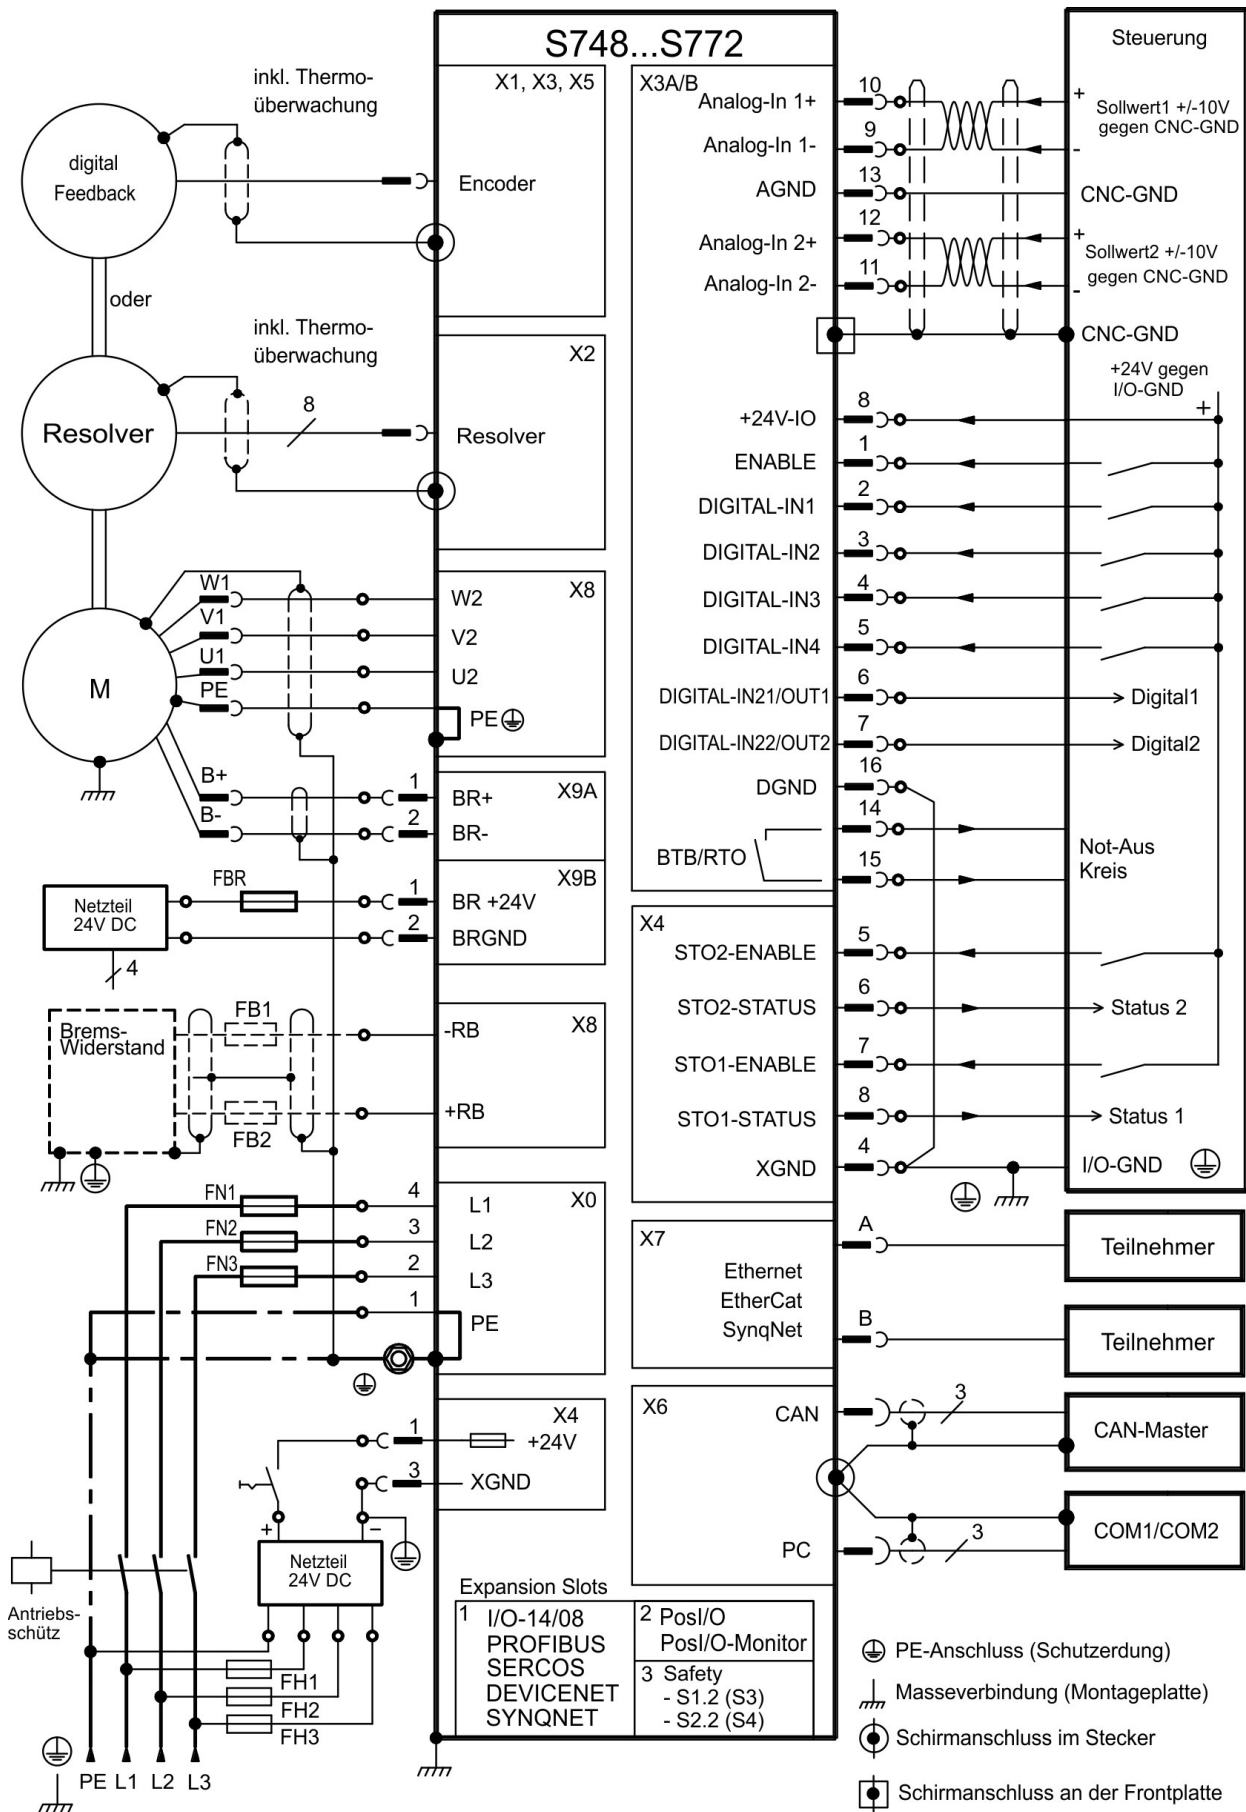 S748...S772
Steuerung
inkl. Thermo-
überwachung
X1, X3, X5
digital
Feedback
Encoder
oder
inkl. Thermo-
überwachung
X2
Resolver
8
Resolver
W1
V1
U1
PE
M
X8
W2
V2
U2
PE
B+
B-
1
2
X9A
BR+
BR-
Netzteil
24V DC
4
FBR
1
2
X9B
BR +24V
BRGND
Brems-
Widerstand
FB1
FB2
X8
-RB
+RB
FN1
FN2
FN3
4
3
2
1
X0
L1
L2
L3
PE
1
3
X4
+24V
XGND
+
-
Netzteil
24V DC
Antriebs-
schütz
FH1
FH2
FH3
PE L1 L2 L3
X3A/B
Analog-In 1+
10
+
Sollwert1 +/-10V
gegen CNC-GND
Analog-In 1-
9
-
AGND
13
CNC-GND
Analog-In 2+
12
+
Sollwert2 +/-10V
gegen CNC-GND
Analog-In 2-
11
-
CNC-GND
+24V gegen
I/O-GND
+24V-IO
8
+
ENABLE
1
DIGITAL-IN1
2
DIGITAL-IN2
3
DIGITAL-IN3
4
DIGITAL-IN4
5
DIGITAL-IN21/OUT1
6
Digital1
DIGITAL-IN22/OUT2
7
Digital2
DGND
16
14
BTB/RTO
15
Not-Aus
Kreis
X4
STO2-ENABLE
5
STO2-STATUS
6
Status 2
STO1-ENABLE
7
STO1-STATUS
8
Status 1
XGND
4
I/O-GND
X7
A
Teilnehmer
Ethernet
EtherCat
SynqNet
B
Teilnehmer
X6
CAN
3
CAN-Master
PC
3
COM1/COM2
Expansion Slots
1 I/O-14/08
PROFIBUS
SERCOS
DEVICENET
SYNQNET
2 PosI/O
PosI/O-Monitor
3 Safety
- S1.2 (S3)
- S2.2 (S4)
PE-Anschluss (Schutzerdung)
Masseverbindung (Montageplatte)
Schirmanschluss im Stecker
Schirmanschluss an der Frontplatte